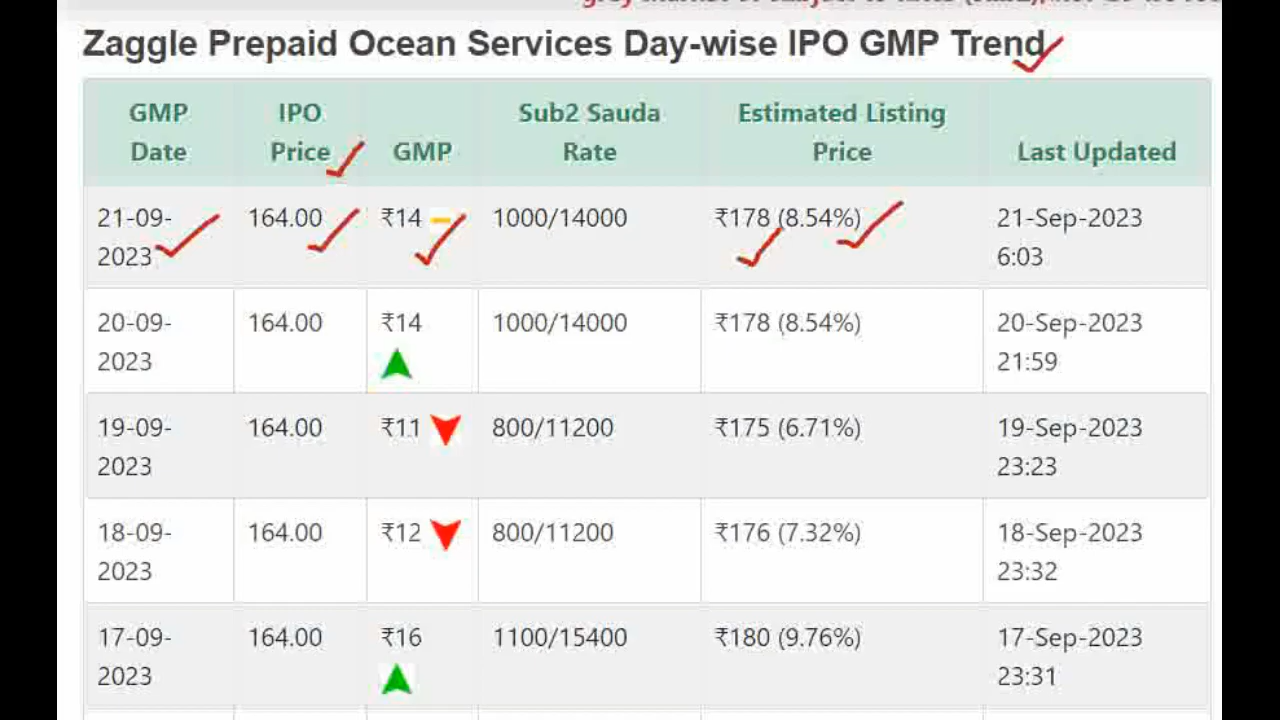 Zaggle Prepaid Ocean Services Day-wise IPO GMP Trend
GMP Date IPO Price GMP Sub2 Sauda Rate Estimated Listing Price Last Updated
21-09-2023 164.00 ₹14 1000/14000 ₹178 (8.54%) 21-Sep-2023 6:03
20-09-2023 164.00 ₹14 1000/14000 ₹178 (8.54%) 20-Sep-2023 21:59
19-09-2023 164.00 ₹11 800/11200 ₹175 (6.71%) 19-Sep-2023 23:23
18-09-2023 164.00 ₹12 800/11200 ₹176 (7.32%) 18-Sep-2023 23:32
17-09-2023 164.00 ₹16 1100/15400 ₹180 (9.76%) 17-Sep-2023 23:31